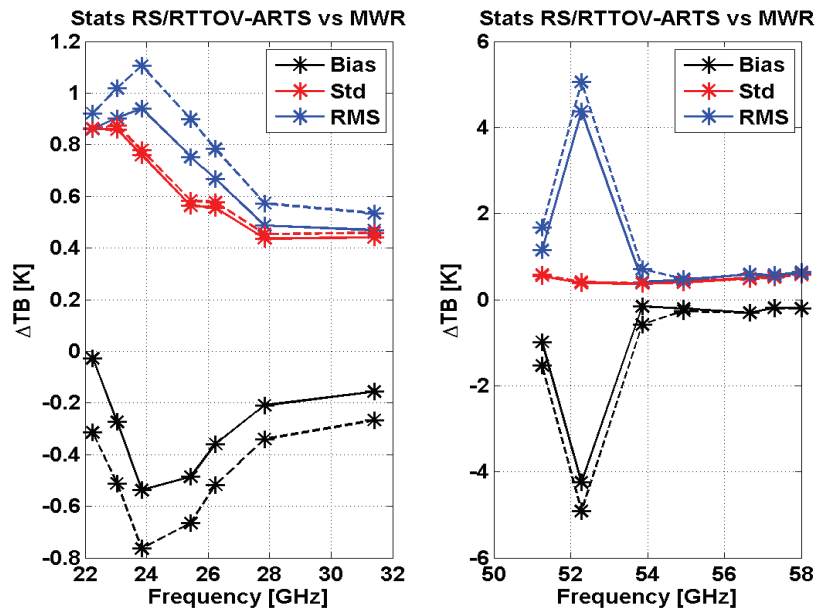 Stats RS/RTTOV-ARTS vs MWR
1.2
1
0.8
0.6
0.4
0.2
0
-0.2
-0.4
-0.6
-0.8
ΔTB [K]
Bias
Std
RMS
22 24 26 28 30 32
Frequency [GHz]
Stats RS/RTTOV-ARTS vs MWR
6
4
2
0
-2
-4
-6
ΔTB [K]
Bias
Std
RMS
50 52 54 56 58
Frequency [GHz]